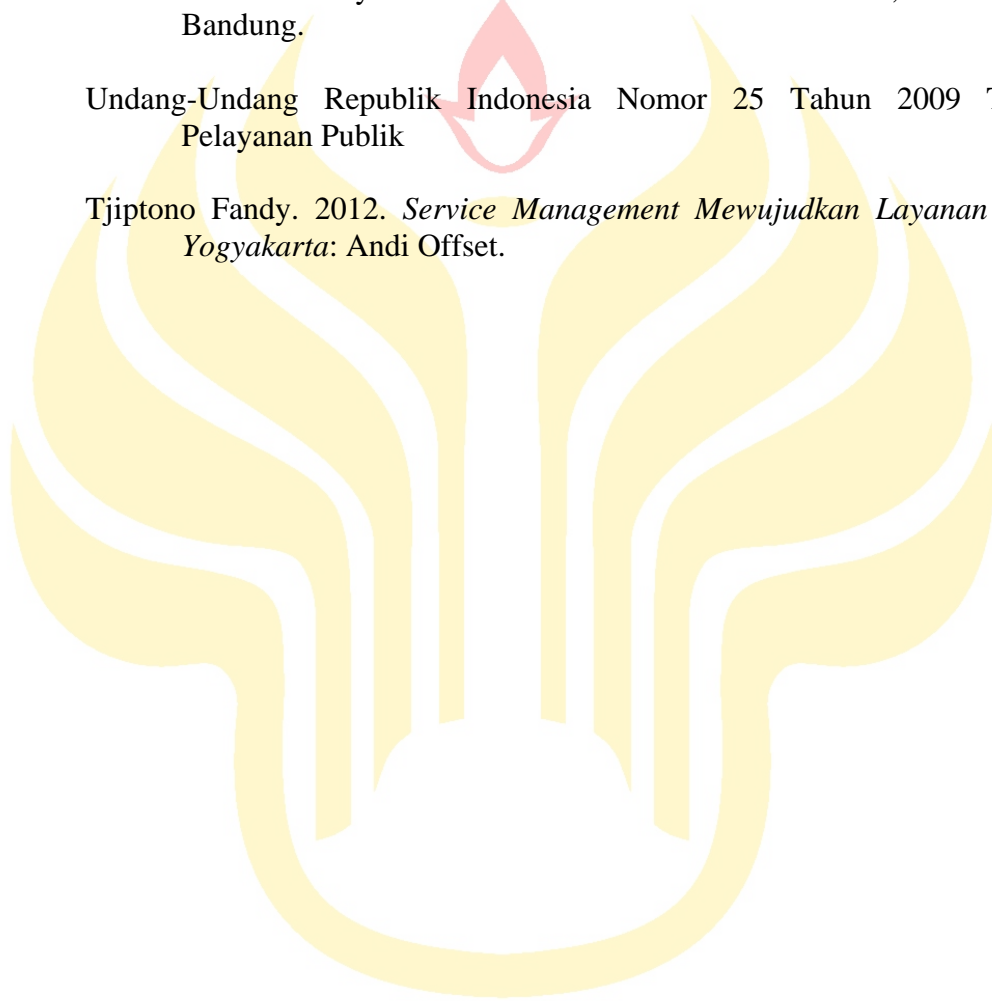 Bandung.
Undang-Undang Republik Indonesia Nomor 25 Tahun 2009
Pelayanan Publik
Tjiptono Fandy. 2012. Service Management Mewujudkan Layanan
Yogyakarta: Andi Offset.